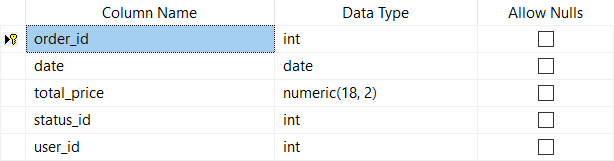 Column Name Data Type Allow Nulls
order_id int
date date
total_price numeric(18, 2)
status_id int
user_id int